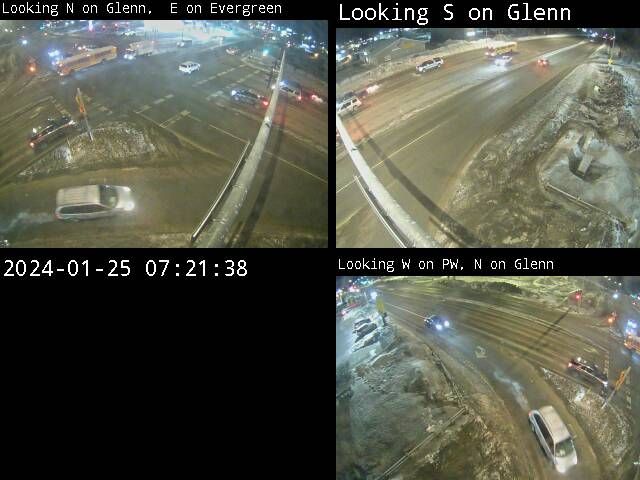 Looking N on Glenn,  E on Evergreen
Looking S on Glenn
2024-01-25 07:21:38
Looking W on PW, N on Glenn